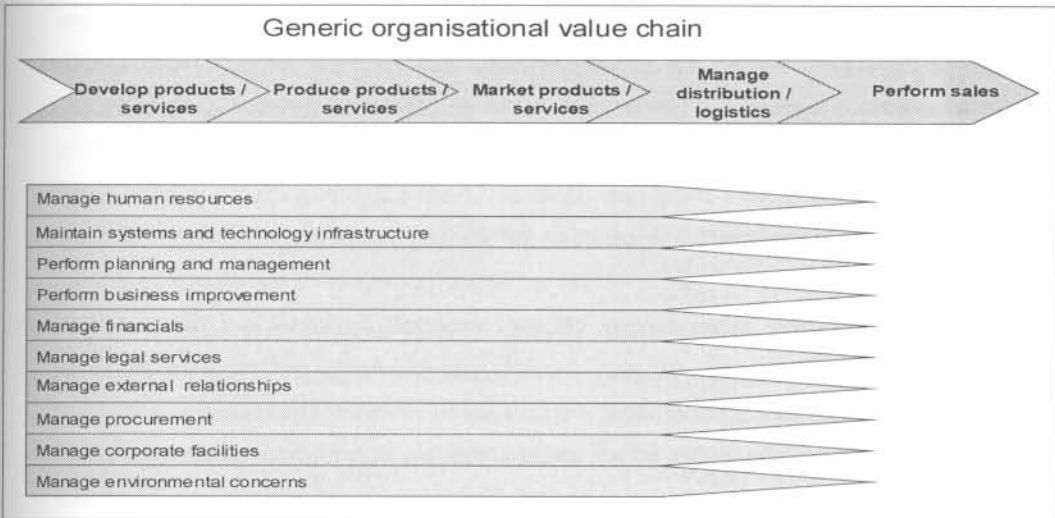 Generic organisational value chain
Develop products /
services
Produce products /
services
Market products /
services
Manage
distribution /
logistics
Perform sales
Manage human resources
Maintain systems and technology infrastructure
Perform planning and management
Perform business improvement
Manage financials
Manage legal services
Manage external relationships
Manage procurement
Manage corporate facilities
Manage environmental concerns